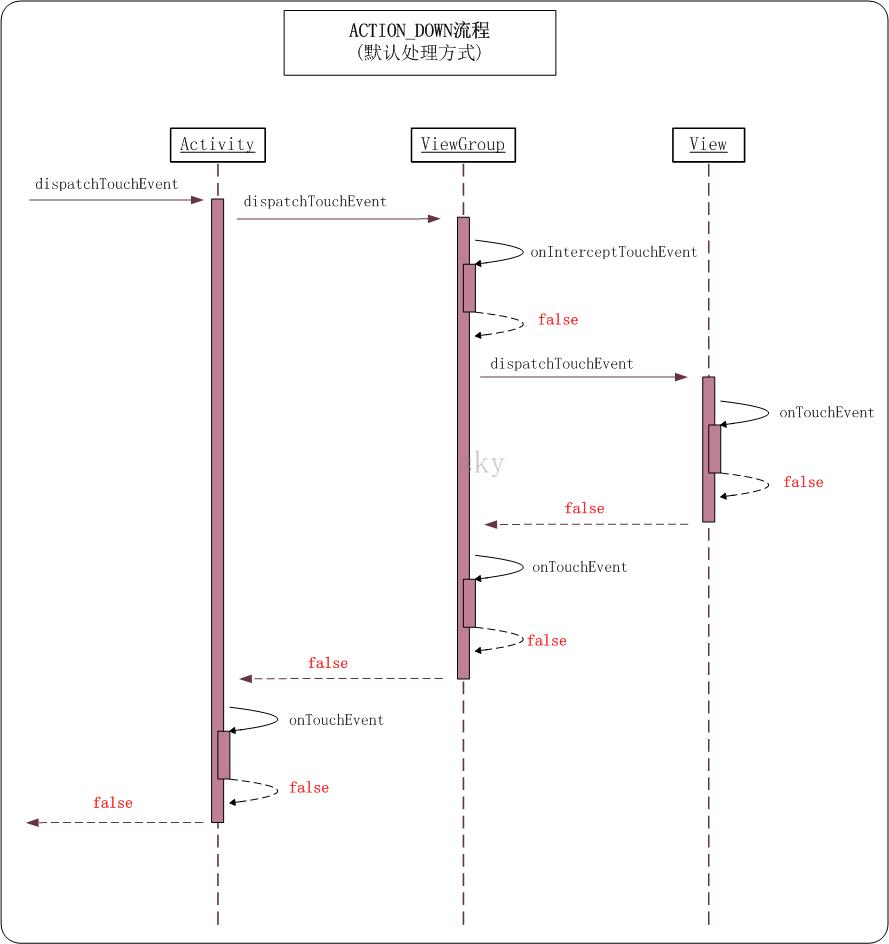 ACTION_DOWN流程
(默认处理方式)
Activity
ViewGroup
View
dispatchTouchEvent
dispatchTouchEvent
onInterceptTouchEvent
false
dispatchTouchEvent
onTouchEvent
ky
false
false
onTouchEvent
false
false
onTouchEvent
false
false